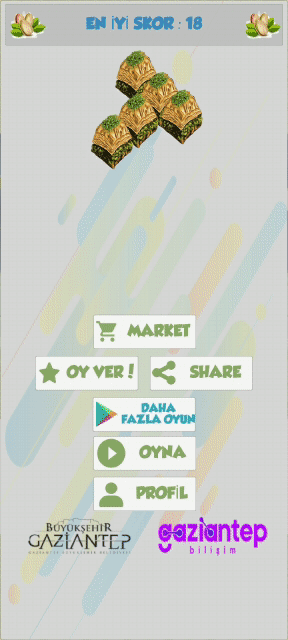 EN İYİ SKOR : 18
MARKET
OY VER!
SHARE
DAHA
FAZLA OYUN
OYNA
PROFİL
BÜYÜKŞEHİR
GAZİANTEP
GAZİANTEP BÜYÜKŞEHİR BELEDİYESİ
gaziantep
bilişim